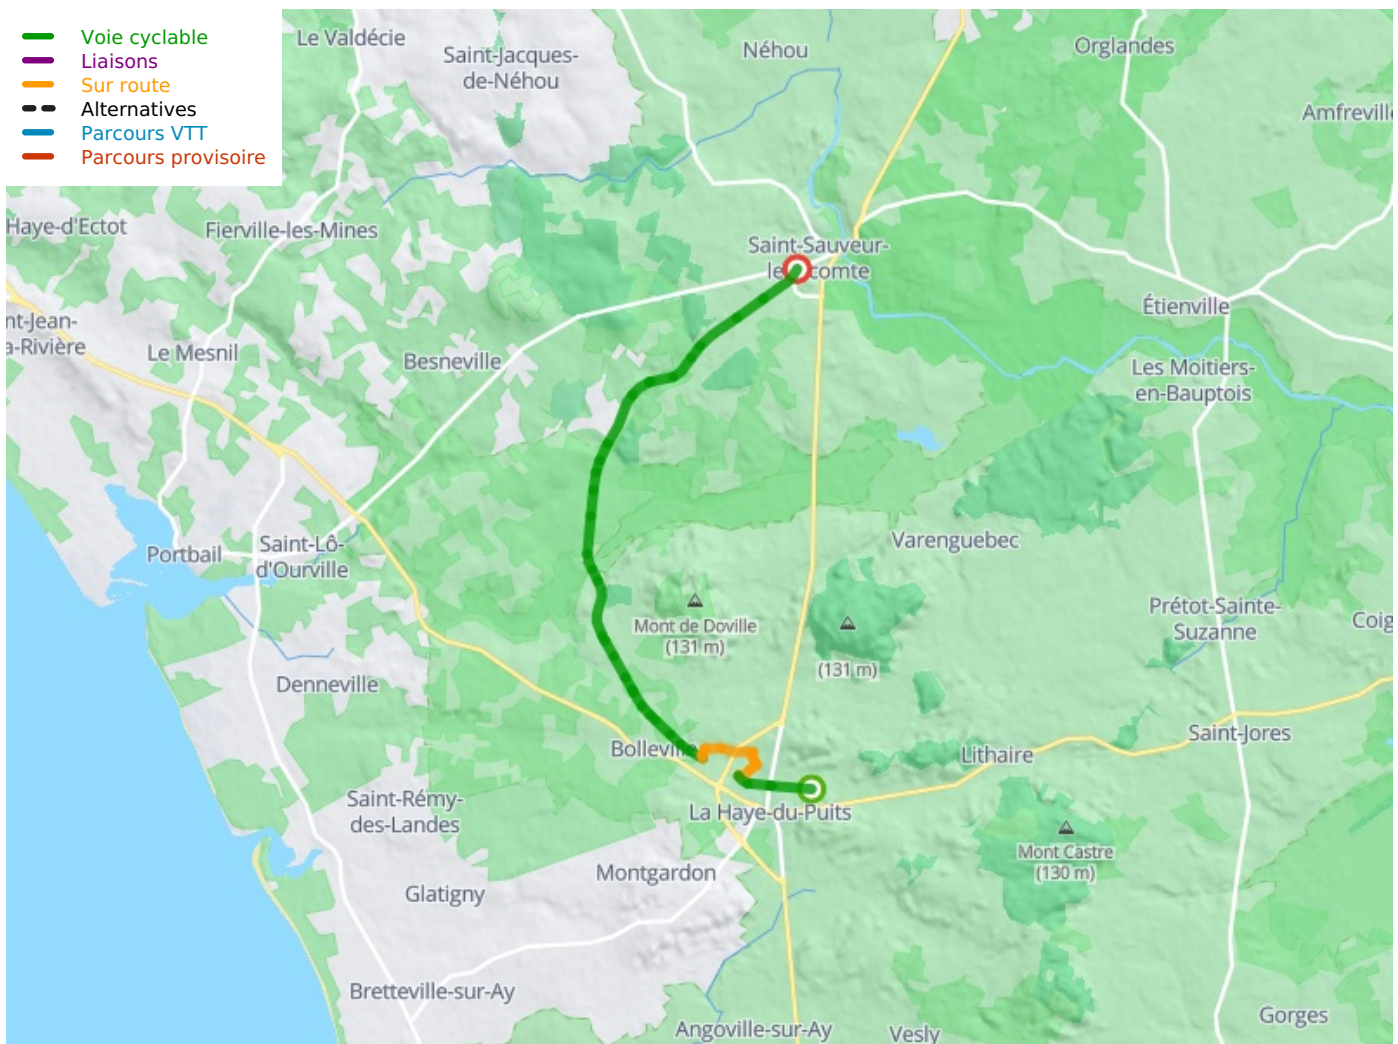 Voie cyclable
Liaisons
Sur route
Alternatives
Parcours VTT
Parcours provisoire
Le Valdécie
Saint-Jacques-
de-Néhou
Néhou
Orglandes
Amfreville
Haye-d'Ectot
Fierville-les-Mines
Saint-Sauveur-
le comte
Étienville
nt-Jean-
a-Rivière
Le Mesnil
Besneville
Les Moitiers-
en-Bauptois
Portbail
Saint-Lô-
d'Ourville
Varenguebec
Mont de Doville
(131 m)
(131 m)
Prétot-Sainte-
Suzanne
Coig
Denneville
Bolleville
Lithaire
Saint-Jores
Saint-Rémy-
des-Landes
La Haye-du-Puits
Mont Castre
(130 m)
Montgardon
Glatigny
Bretteville-sur-Ay
Angoville-sur-Ay
Vesly
Gorges